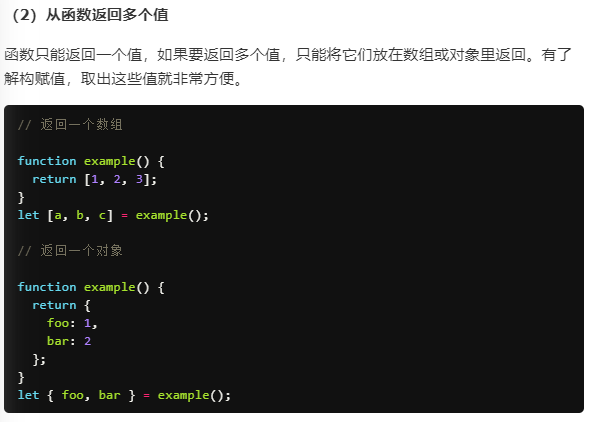 （2）从函数返回多个值
函数只能返回一个值，如果要返回多个值，只能将它们放在数组或对象里返回。有了
解构赋值，取出这些值就非常方便。
// 返回一个数组
function example() {
  return [1, 2, 3];
}
let [a, b, c] = example();
// 返回一个对象
function example() {
  return {
    foo: 1,
    bar: 2
  };
}
let { foo, bar } = example();